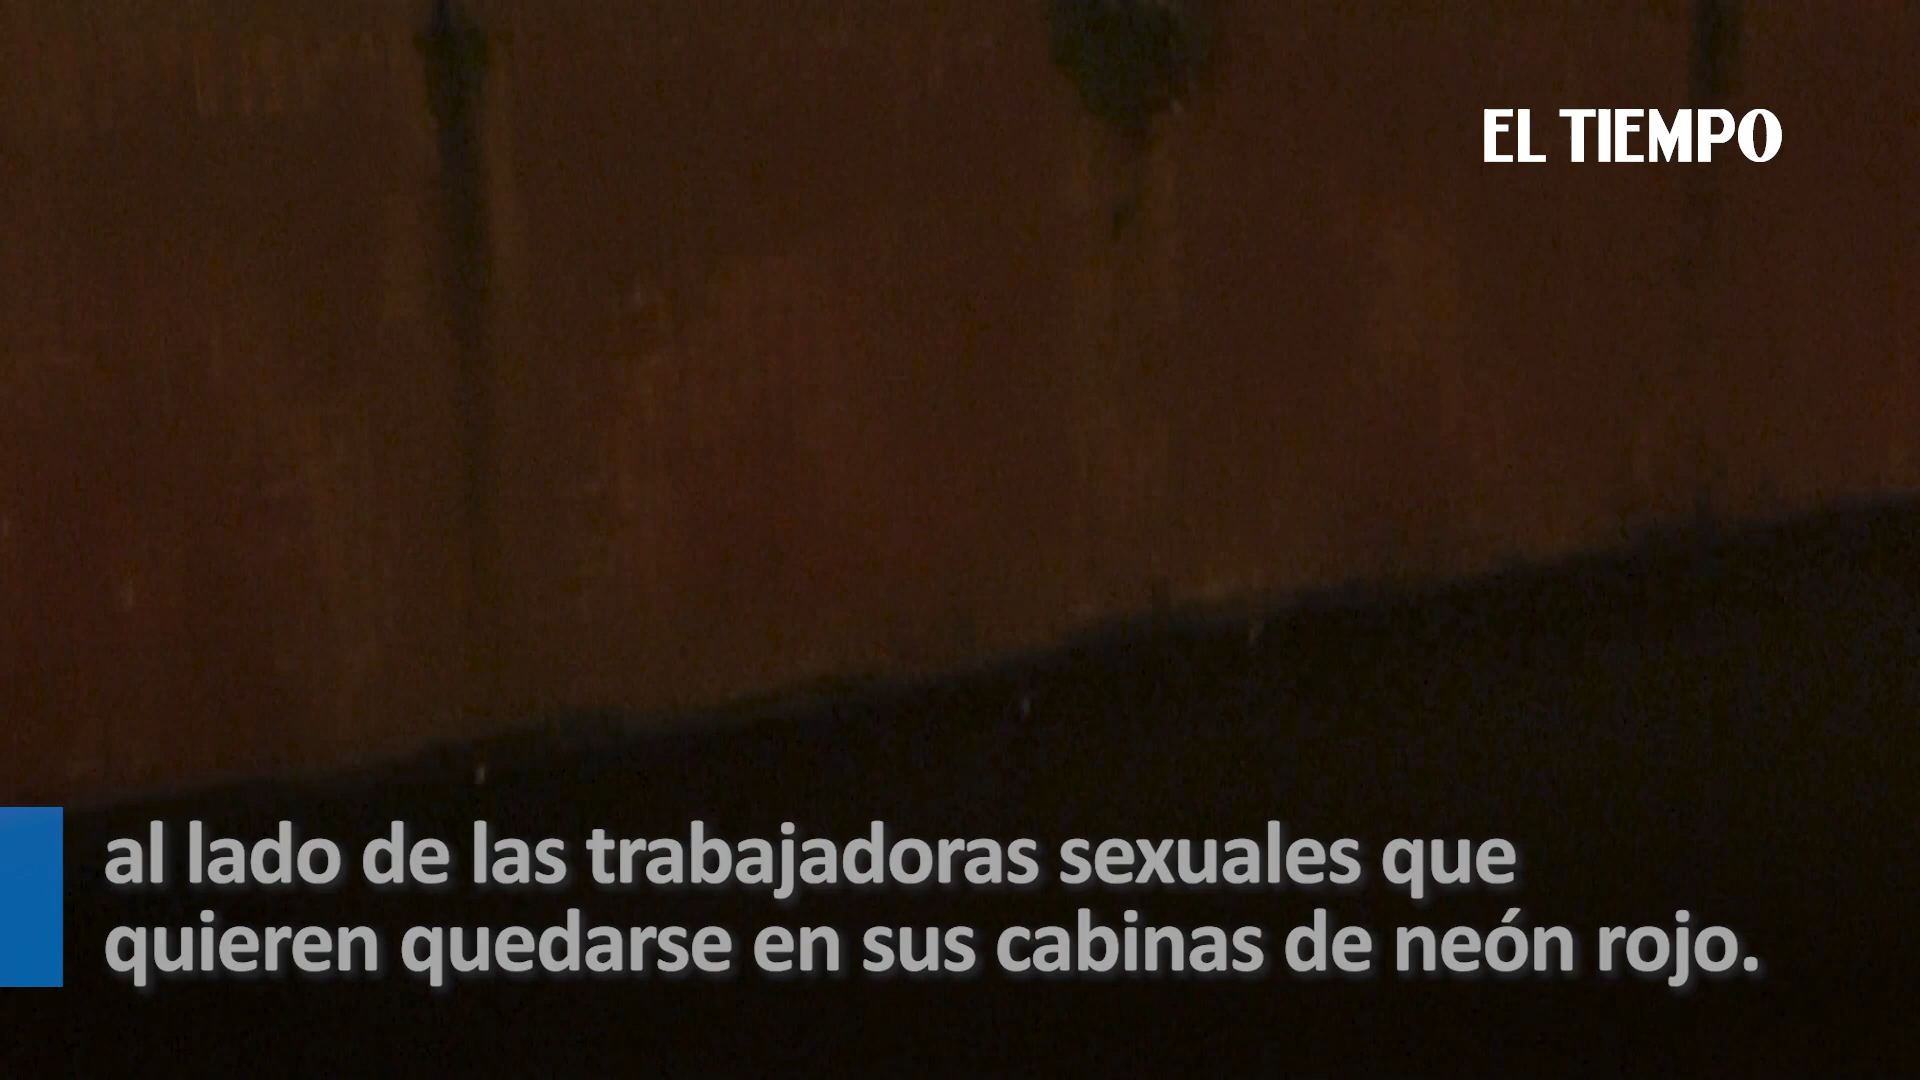 EL TIEMPO
al lado de las trabajadoras sexuales que
quieren quedarse en sus cabinas de neón rojo.